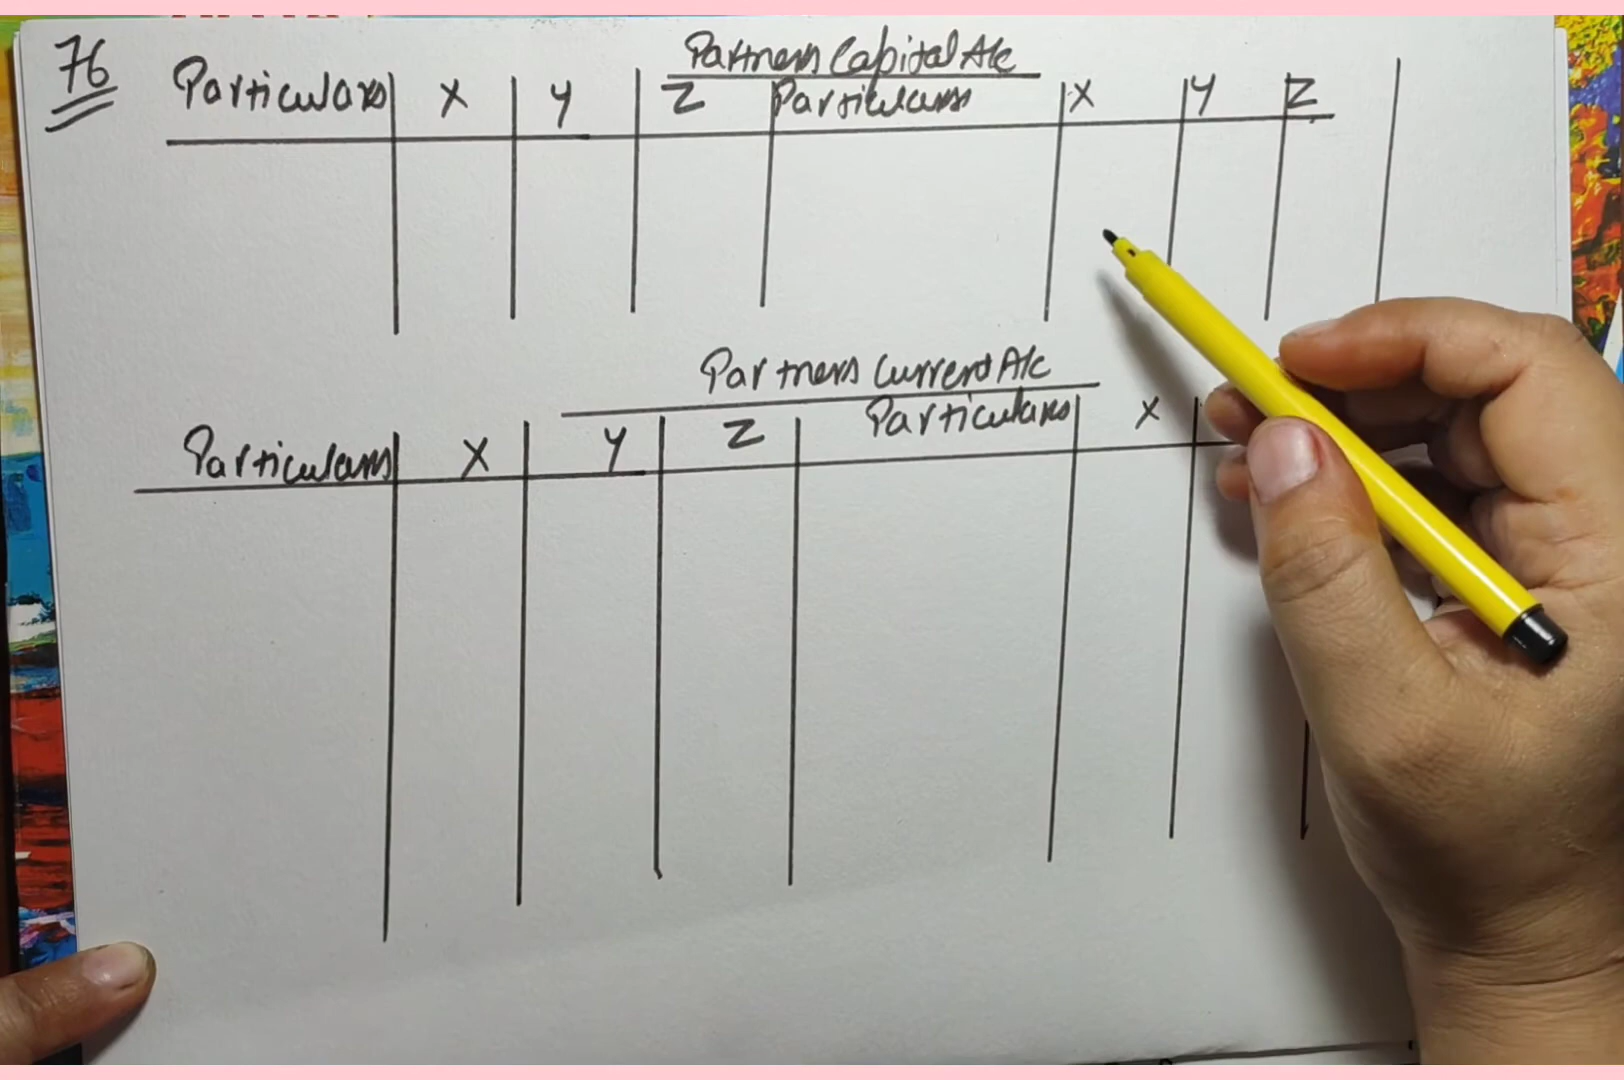 76
Partners Capital A/c
Particulars X Y Z Particulars X Y Z
Partners Current A/c
Particulars X Y Z Particulars X